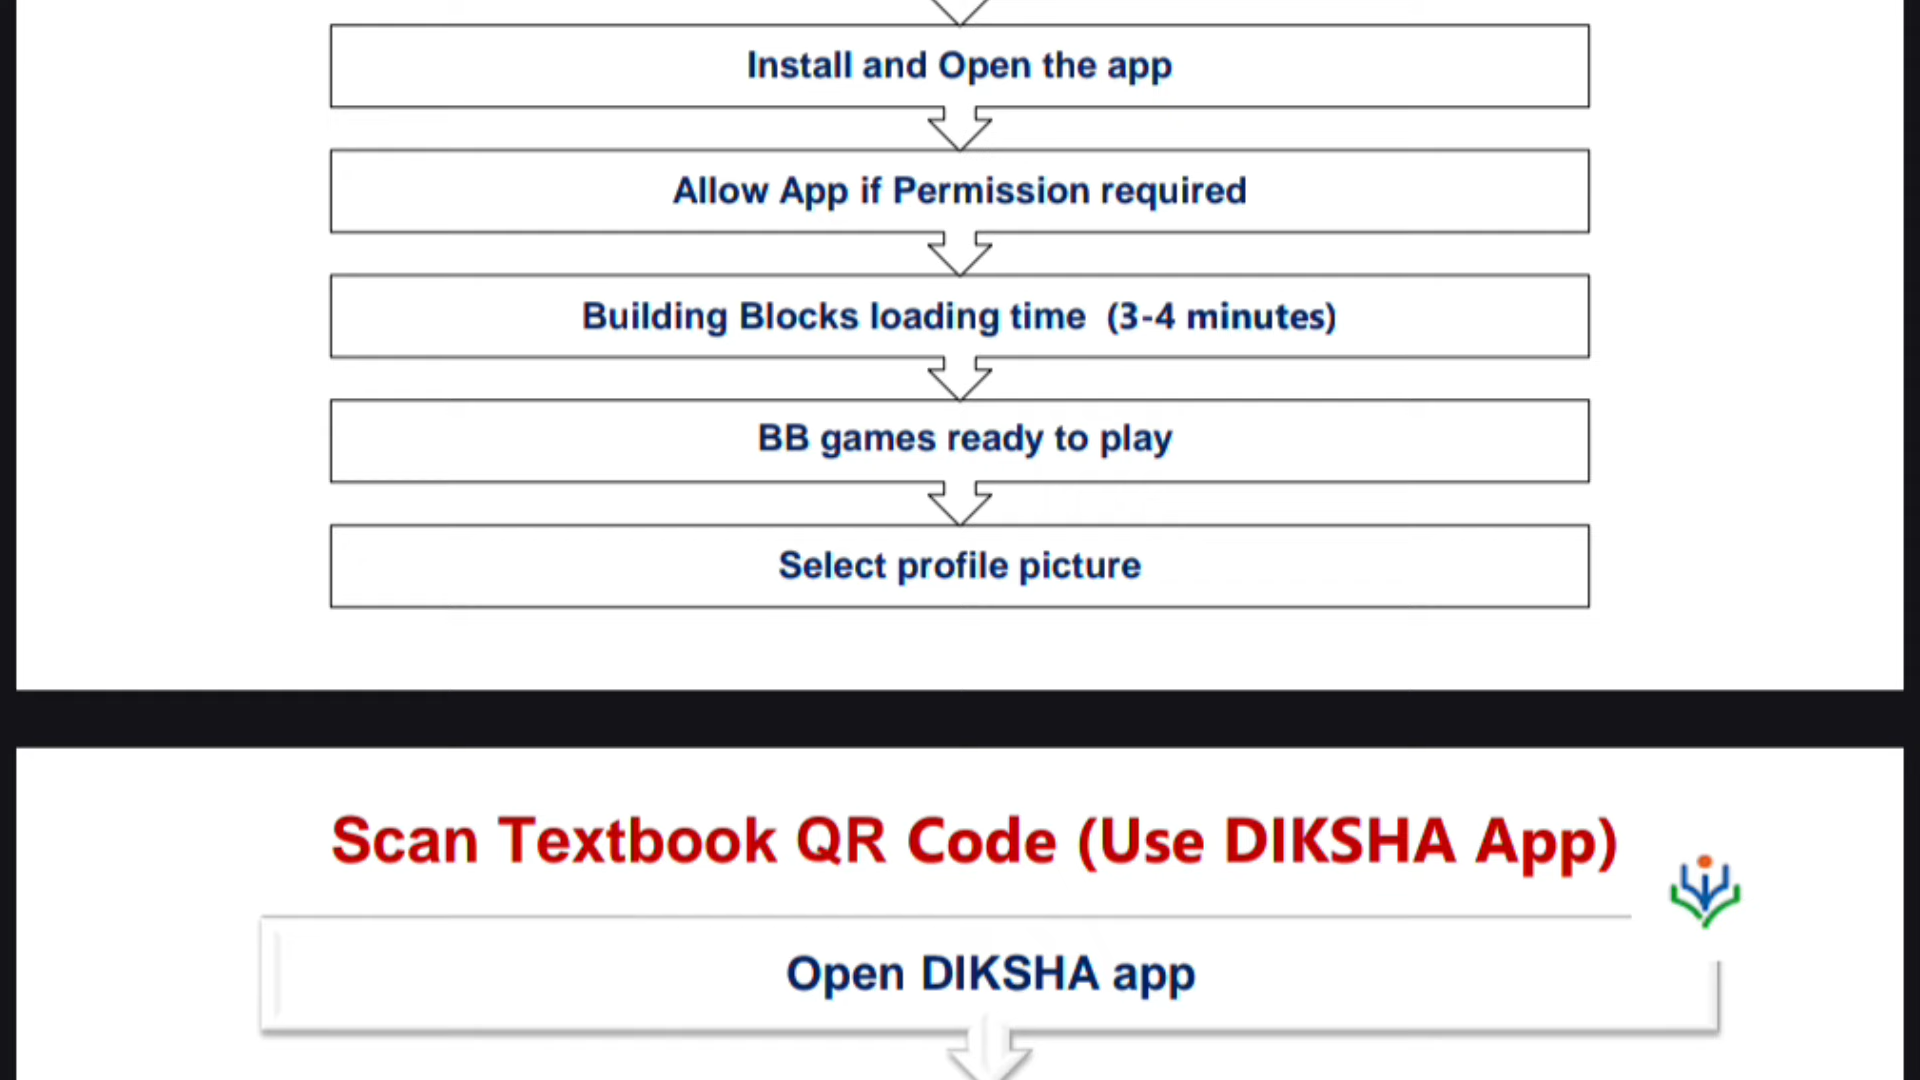 Install and Open the app
Allow App if Permission required
Building Blocks loading time (3-4 minutes)
BB games ready to play
Select profile picture
Scan Textbook QR Code (Use DIKSHA App)
Open DIKSHA app